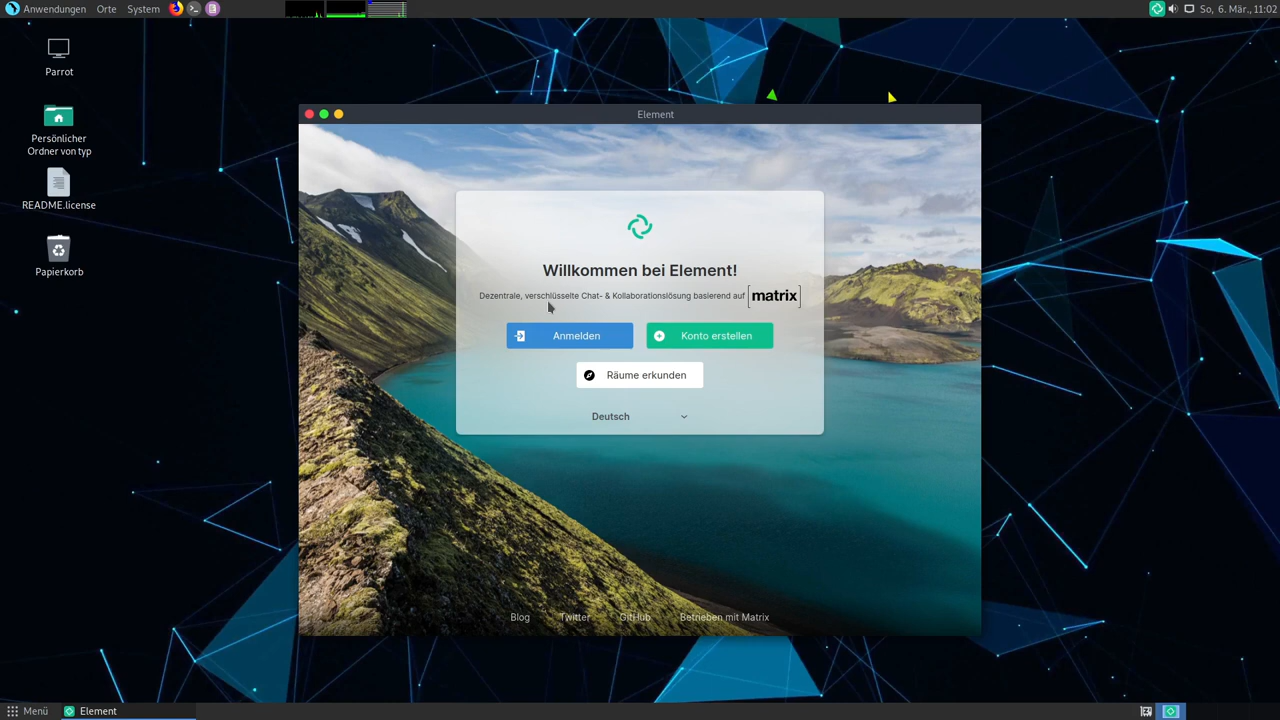 Anwendungen Orte System
So, 6. Mär., 11:02
Parrot
Persönlicher
Ordner von typ
README.license
Papierkorb
Element
Willkommen bei Element!
Dezentrale, verschlüsselte Chat- & Kollaborationslösung basierend auf [matrix]
Anmelden Konto erstellen
Räume erkunden
Deutsch
Blog Twitter GitHub Betrieben mit Matrix
Menü Element